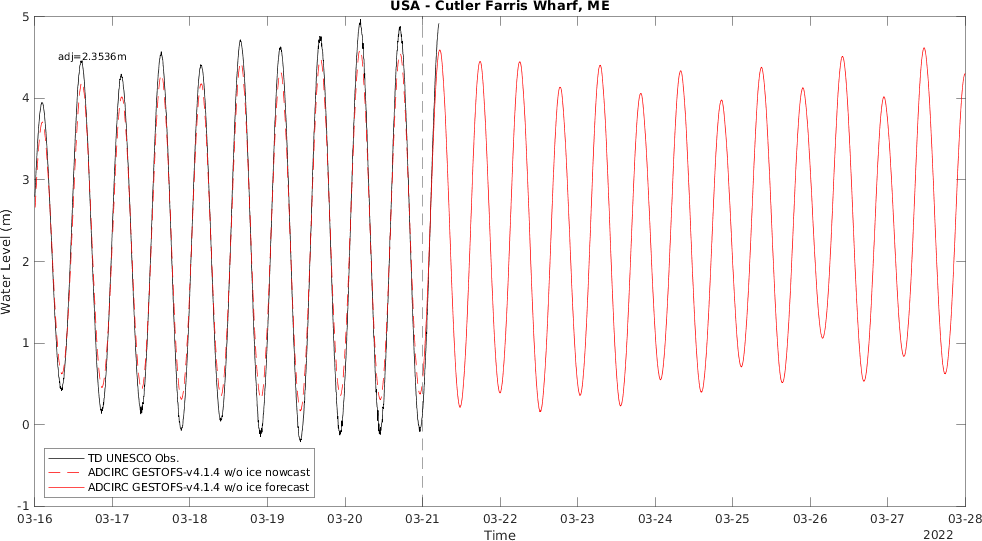 USA - Cutler Farris Wharf, ME
adj=2.3536m
5
4
3
2
1
0
-1
Water Level (m)
TD UNESCO Obs.
ADCIRC GESTOFS-v4.1.4 w/o ice nowcast
ADCIRC GESTOFS-v4.1.4 w/o ice forecast
03-16 03-17 03-18 03-19 03-20 03-21 03-22 03-23 03-24 03-25 03-26 03-27 03-28
Time
2022